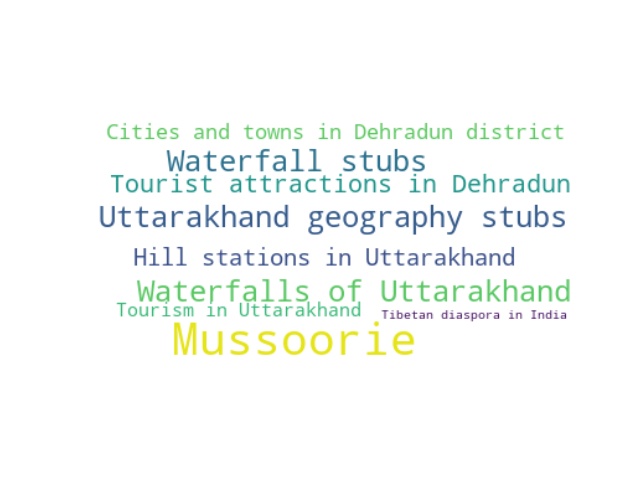 Cities and towns in Dehradun district
Waterfall stubs
Tourist attractions in Dehradun
Uttarakhand geography stubs
Hill stations in Uttarakhand
Waterfalls of Uttarakhand
Tourism in Uttarakhand
Tibetan diaspora in India
Mussoorie